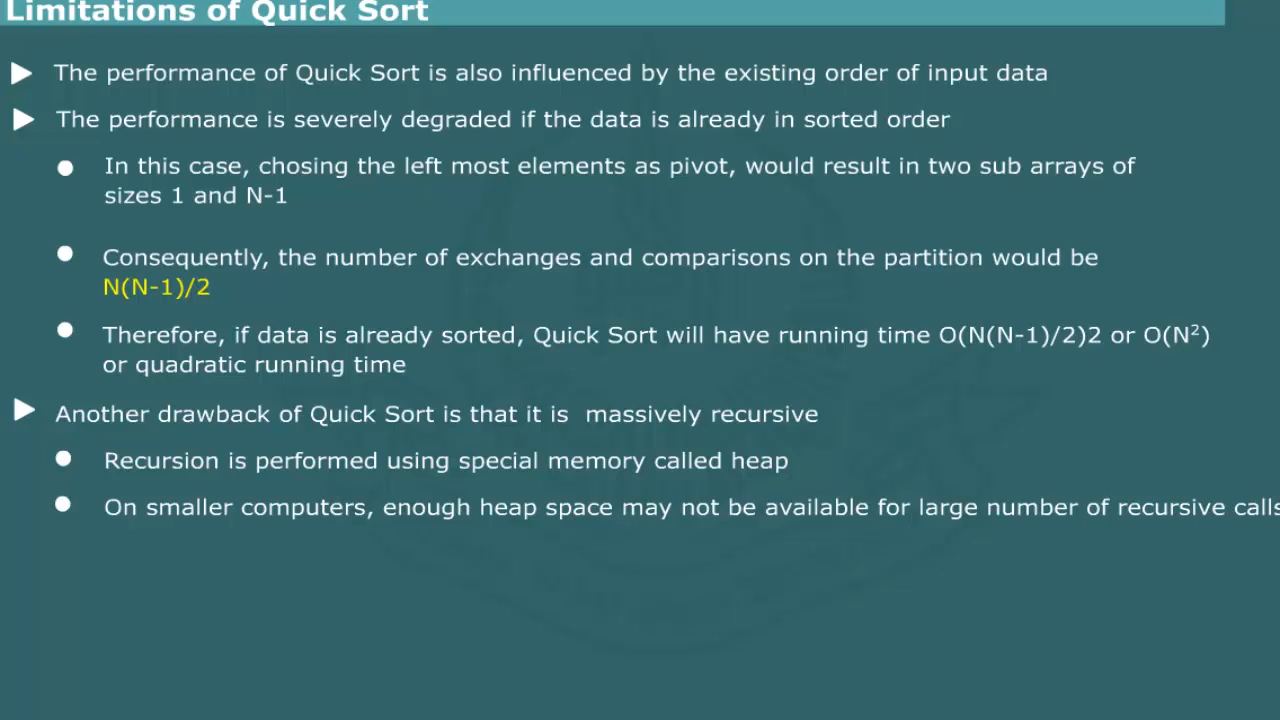 Limitations of Quick Sort
The performance of Quick Sort is also influenced by the existing order of input data
The performance is severely degraded if the data is already in sorted order
In this case, chosing the left most elements as pivot, would result in two sub arrays of
sizes 1 and N-1
Consequently, the number of exchanges and comparisons on the partition would be
N(N-1)/2
Therefore, if data is already sorted, Quick Sort will have running time O(N(N-1)/2)2 or O(N²)
or quadratic running time
Another drawback of Quick Sort is that it is massively recursive
Recursion is performed using special memory called heap
On smaller computers, enough heap space may not be available for large number of recursive calls